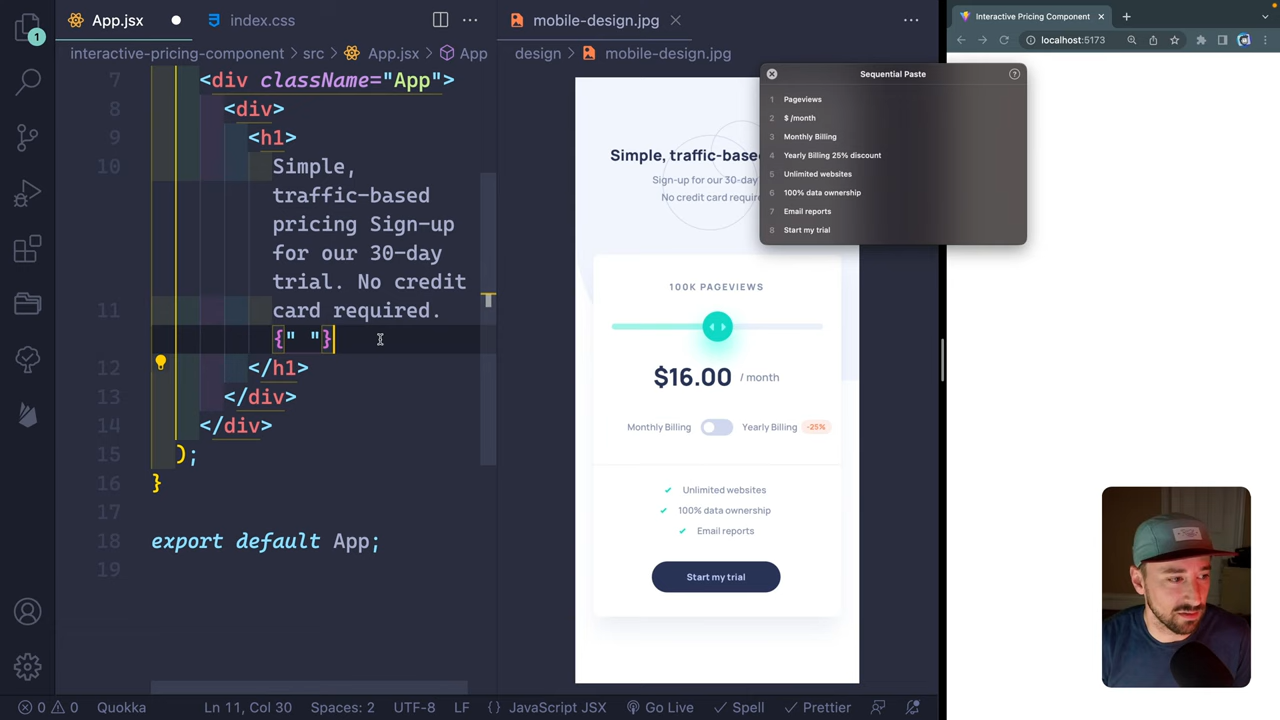 App.jsx
index.css
mobile-design.jpg
Interactive Pricing Component
localhost:5173
interactive-pricing-component > src > App.jsx > App
design > mobile-design.jpg
1
7 <div className="App">
8 <div>
9 <h1>
10 Simple,
traffic-based
pricing Sign-up
for our 30-day
trial. No credit
11 card required.
{" "}
12 </h1>
13 </div>
14 </div>
15 );
16 }
17
18 export default App;
19
Simple, traffic-base
Sign-up for our 30-day
No credit card requir
100K PAGEVIEWS
$16.00 / month
Monthly Billing Yearly Billing -25%
Unlimited websites
100% data ownership
Email reports
Start my trial
Sequential Paste ?
1 Pageviews
2 $ /month
3 Monthly Billing
4 Yearly Billing 25% discount
5 Unlimited websites
6 100% data ownership
7 Email reports
8 Start my trial
0 0 Quokka Ln 11, Col 30 Spaces: 2 UTF-8 LF {} JavaScript JSX Go Live Spell Prettier